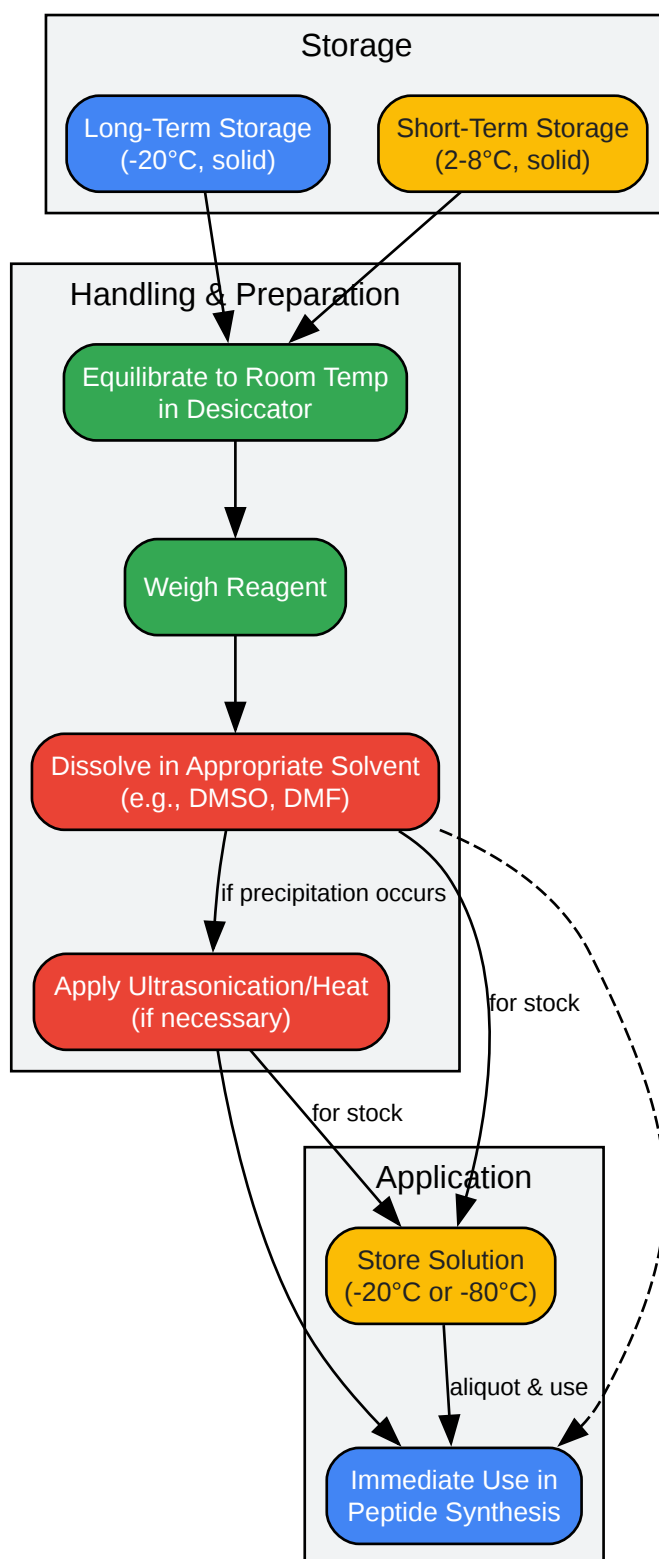 Storage
Long-Term Storage
(-20°C, solid)
Short-Term Storage
(2-8°C, solid)
Handling & Preparation
Equilibrate to Room Temp
in Desiccator
Weigh Reagent
Dissolve in Appropriate Solvent
(e.g., DMSO, DMF)
if precipitation occurs
Apply Ultrasonication/Heat
(if necessary)
for stock
for stock
Application
Store Solution
(-20°C or -80°C)
aliquot & use
Immediate Use in
Peptide Synthesis